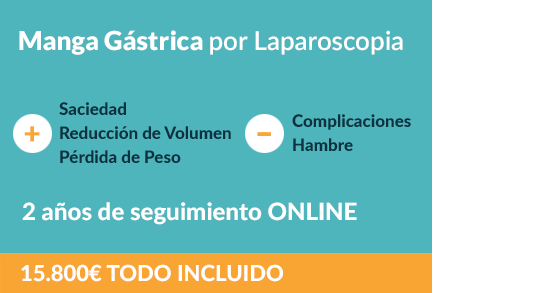 Manga Gástrica por Laparoscopia
+
Saciedad
Reducción de Volumen
Pérdida de Peso
−
Complicaciones
Hambre
2 años de seguimiento ONLINE
15.800€ TODO INCLUIDO